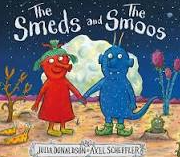 The
Smeds and The
Smoos
JULIA DONALDSON • AXEL SCHEFFLER